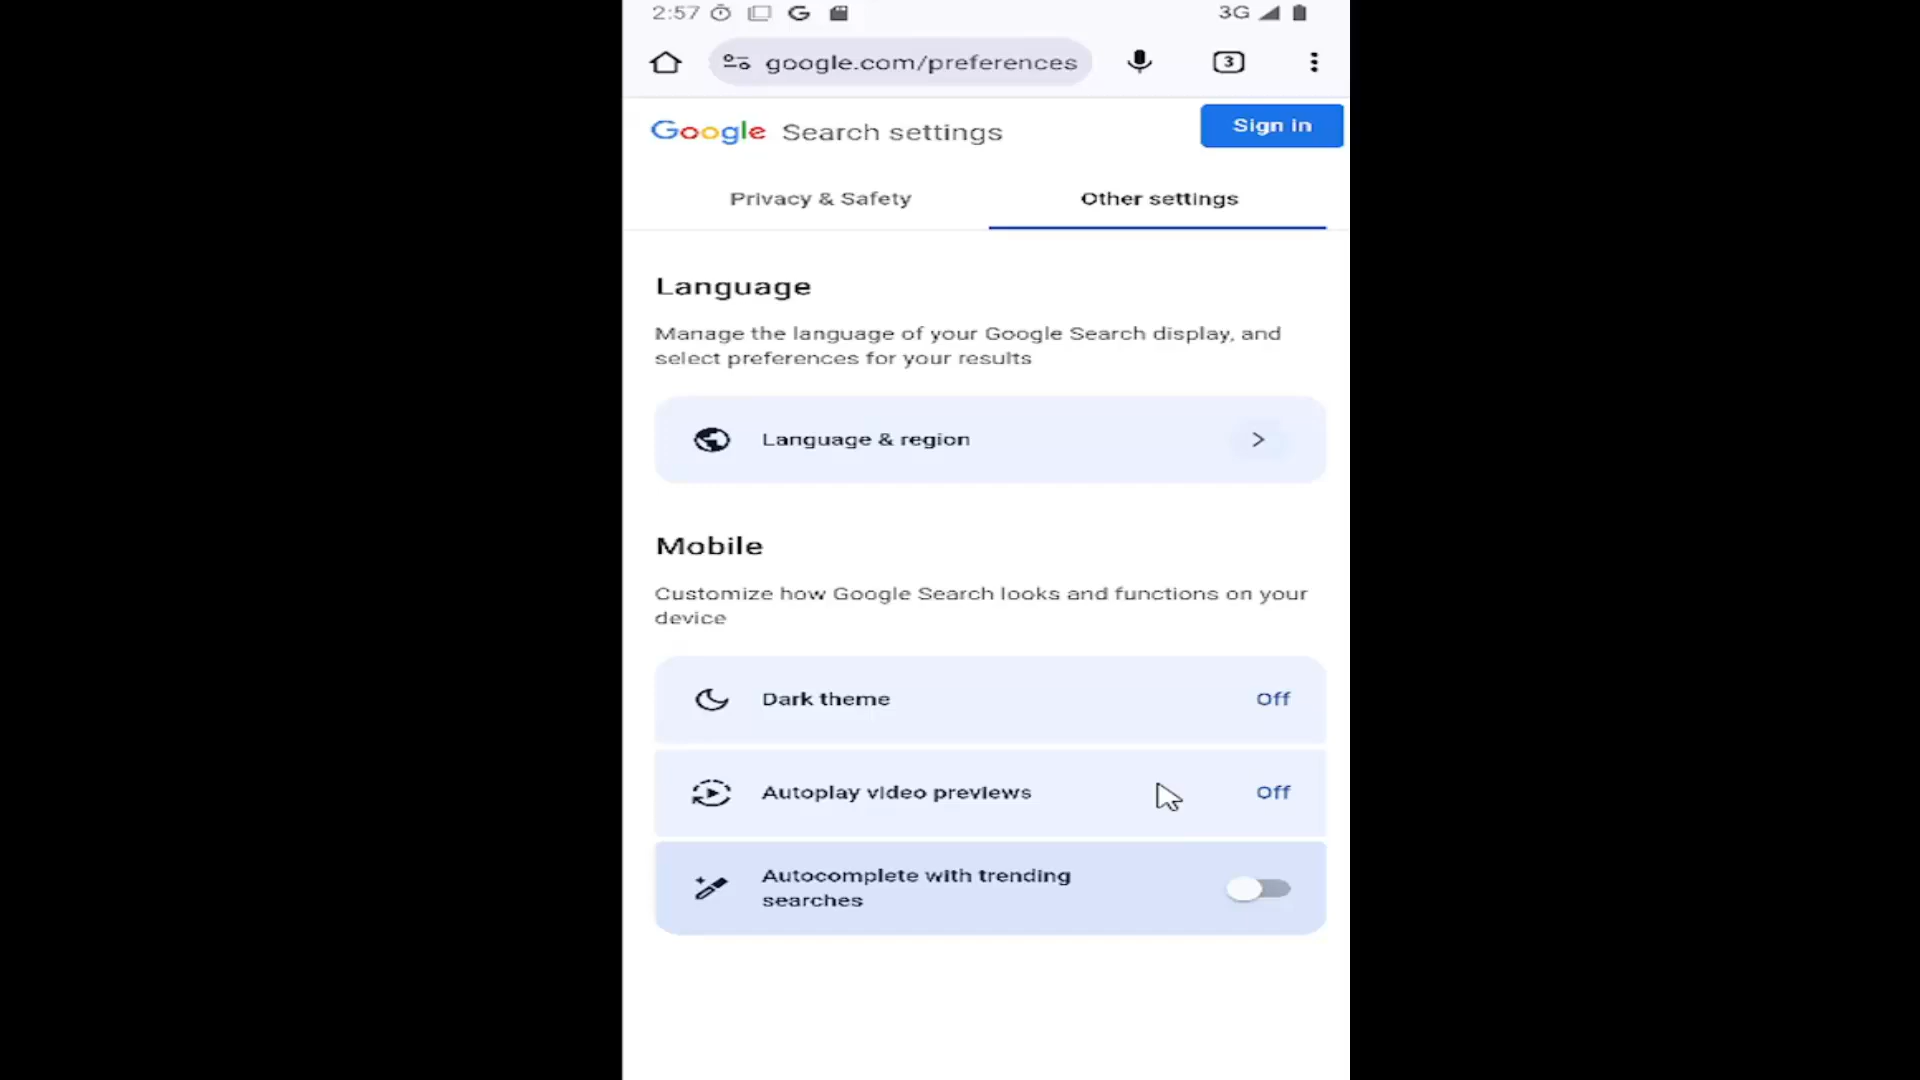 2:57
3G
google.com/preferences
3
Google Search settings
Sign in
Privacy & Safety
Other settings
Language
Manage the language of your Google Search display, and
select preferences for your results
Language & region
Mobile
Customize how Google Search looks and functions on your
device
Dark theme
Off
Autoplay video previews
Off
Autocomplete with trending
searches